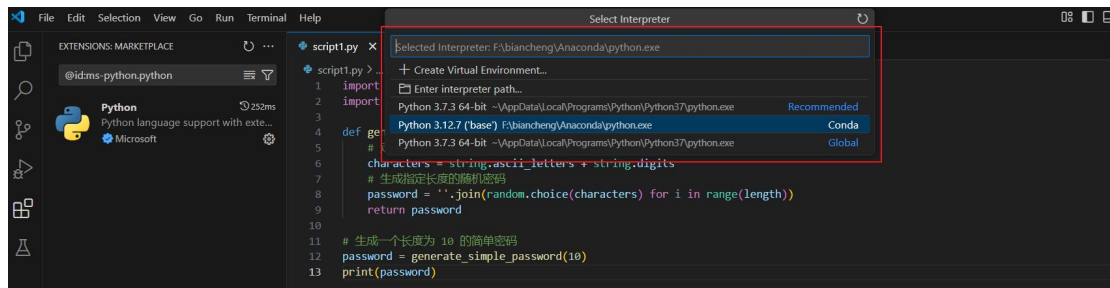 File Edit Selection View Go Run Terminal Help
Select Interpreter
EXTENSIONS: MARKETPLACE
@id:ms-python.python
Python 252ms
Python language support with exte...
Microsoft
script1.py
script1.py > ...
Selected Interpreter: F:\biancheng\Anaconda\python.exe
+ Create Virtual Environment...
Enter interpreter path...
Python 3.7.3 64-bit ~\AppData\Local\Programs\Python\Python37\python.exe Recommended
Python 3.12.7 ('base') F:\biancheng\Anaconda\python.exe Conda
Python 3.7.3 64-bit ~\AppData\Local\Programs\Python\Python37\python.exe Global
1 import
2 import
3
4 def gen
5 #
6 characters = string.ascii_letters + string.digits
7 # 生成指定长度的随机密码
8 password = ''.join(random.choice(characters) for i in range(length))
9 return password
10
11 # 生成一个长度为 10 的简单密码
12 password = generate_simple_password(10)
13 print(password)